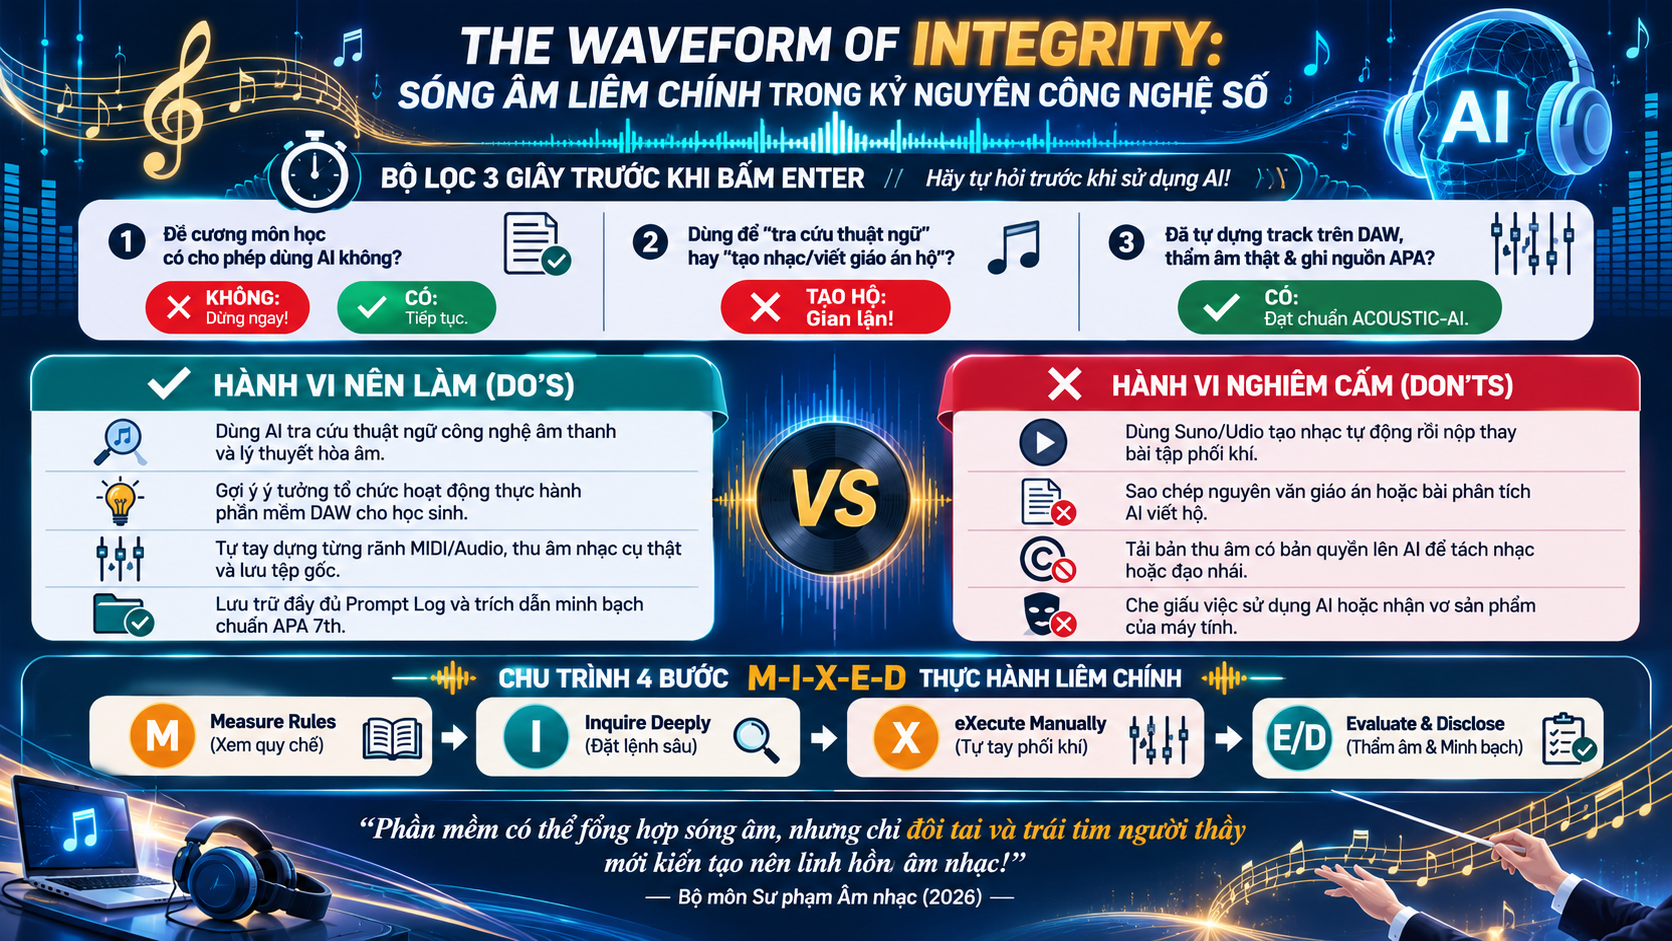 THE WAVEFORM OF INTEGRITY:
SÓNG ÂM LIÊM CHÍNH TRONG KỶ NGUYÊN CÔNG NGHỆ SỐ
AI
BỘ LỌC 3 GIÂY TRƯỚC KHI BẤM ENTER // Hãy tự hỏi trước khi sử dụng AI!
1 Đề cương môn học
có cho phép dùng AI không?
KHÔNG:
Dừng ngay!
CÓ:
Tiếp tục.
2 Dùng để “tra cứu thuật ngữ”
hay “tạo nhạc/viết giáo án hộ”?
TẠO HỘ:
Gian lận!
3 Đã tự dựng track trên DAW,
thẩm âm thật & ghi nguồn APA?
CÓ:
Đạt chuẩn ACOUSTIC-AI.
HÀNH VI NÊN LÀM (DO’S)
Dùng AI tra cứu thuật ngữ công nghệ âm thanh
và lý thuyết hòa âm.
Gợi ý ý tưởng tổ chức hoạt động thực hành
phần mềm DAW cho học sinh.
Tự tay dựng từng rãnh MIDI/Audio, thu âm nhạc cụ thật
và lưu tệp gốc.
Lưu trữ đầy đủ Prompt Log và trích dẫn minh bạch
chuẩn APA 7th.
VS
HÀNH VI NGHIÊM CẤM (DON’TS)
Dùng Suno/Udio tạo nhạc tự động rồi nộp thay
bài tập phối khí.
Sao chép nguyên văn giáo án hoặc bài phân tích
AI viết hộ.
Tải bản thu âm có bản quyền lên AI để tách nhạc
hoặc đạo nhái.
Che giấu việc sử dụng AI hoặc nhận vơ sản phẩm
của máy tính.
CHU TRÌNH 4 BƯỚC M-I-X-E-D THỰC HÀNH LIÊM CHÍNH
M Measure Rules
(Xem quy chế)
I Inquire Deeply
(Đặt lệnh sâu)
X eXecute Manually
(Tự tay phối khí)
E/D Evaluate & Disclose
(Thẩm âm & Minh bạch)
“Phần mềm có thể fổng hợp sóng âm, nhưng chỉ đôi tai và trái tim người thầy
mới kiến tạo nên linh hồn, âm nhạc!”
— Bộ môn Sư phạm Âm nhạc (2026) —